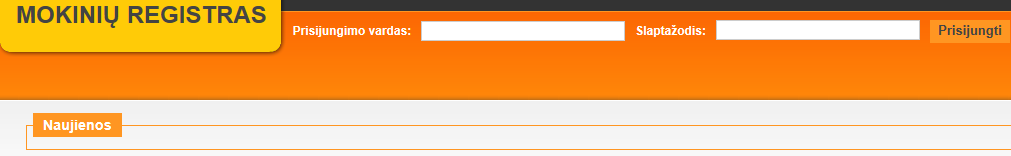 MOKINIŲ REGISTRAS
Prisijungimo vardas: Slaptažodis: Prisijungti
Naujienos